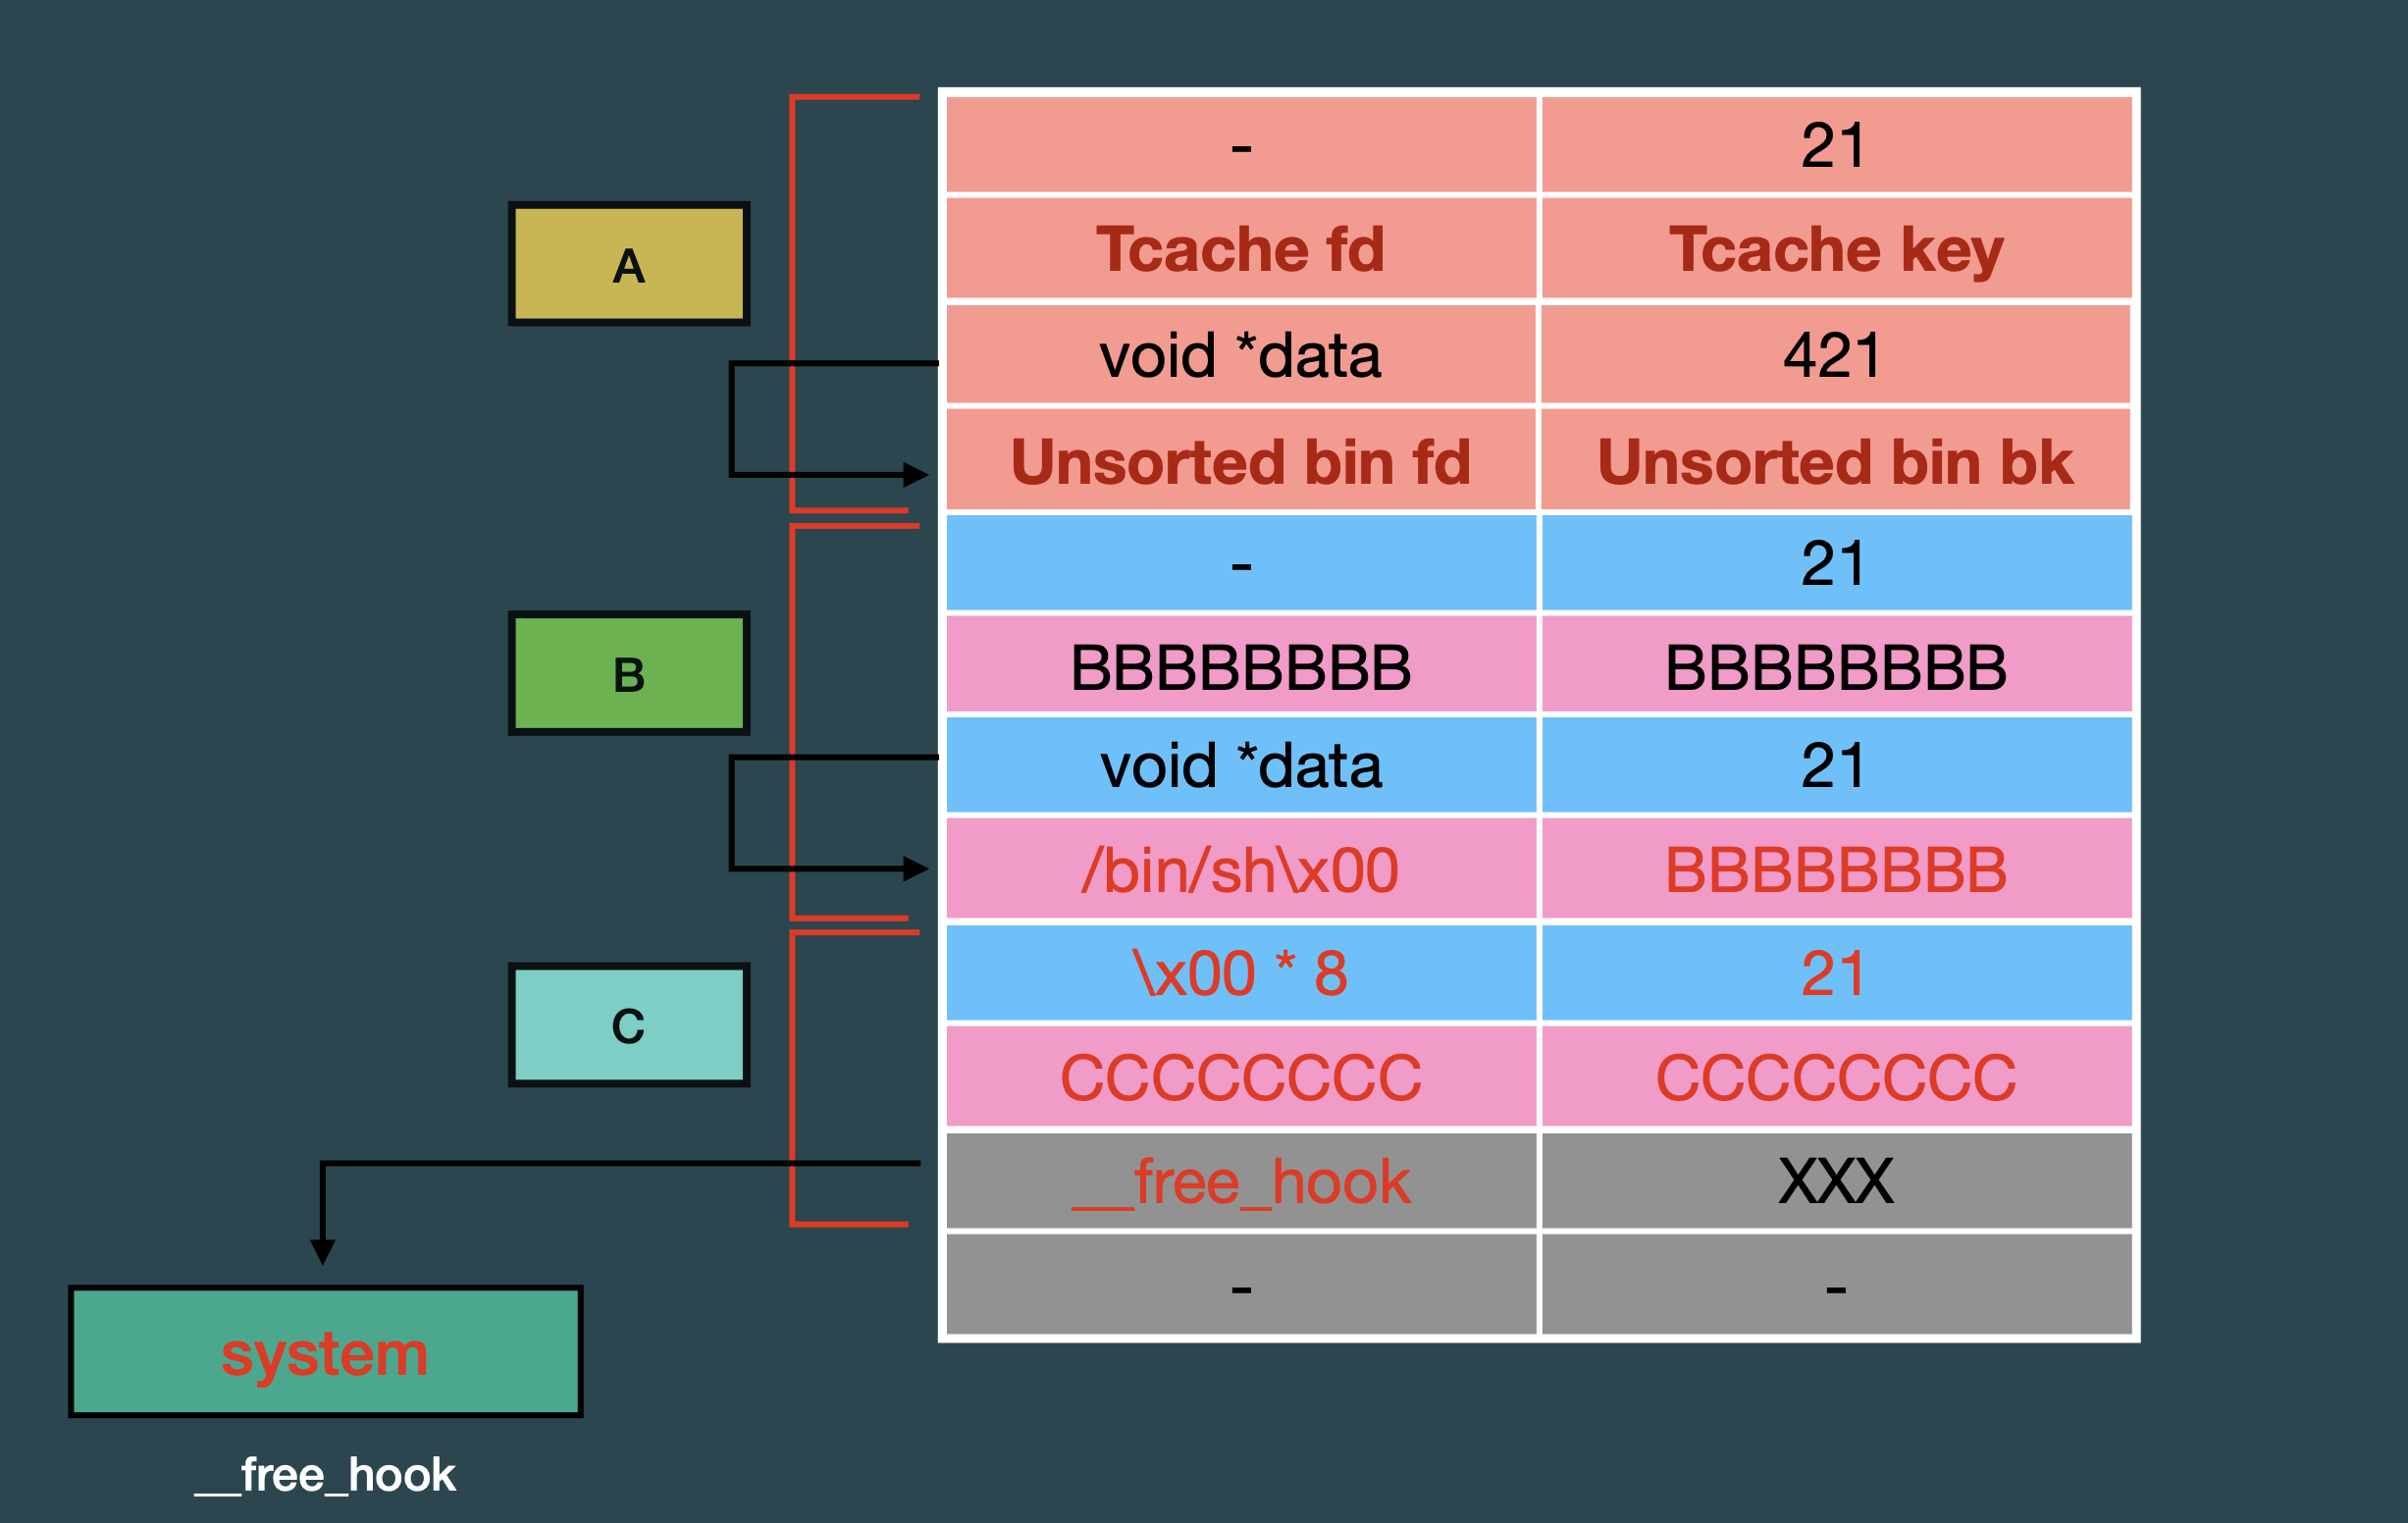 - 21
A
Tcache fd Tcache key
void *data 421
Unsorted bin fd Unsorted bin bk
- 21
B
BBBBBBBB BBBBBBBB
void *data 21
/bin/sh\x00 BBBBBBBB
\x00 * 8 21
C
CCCCCCCC CCCCCCCC
__free_hook XXX
- -
system
__free_hook